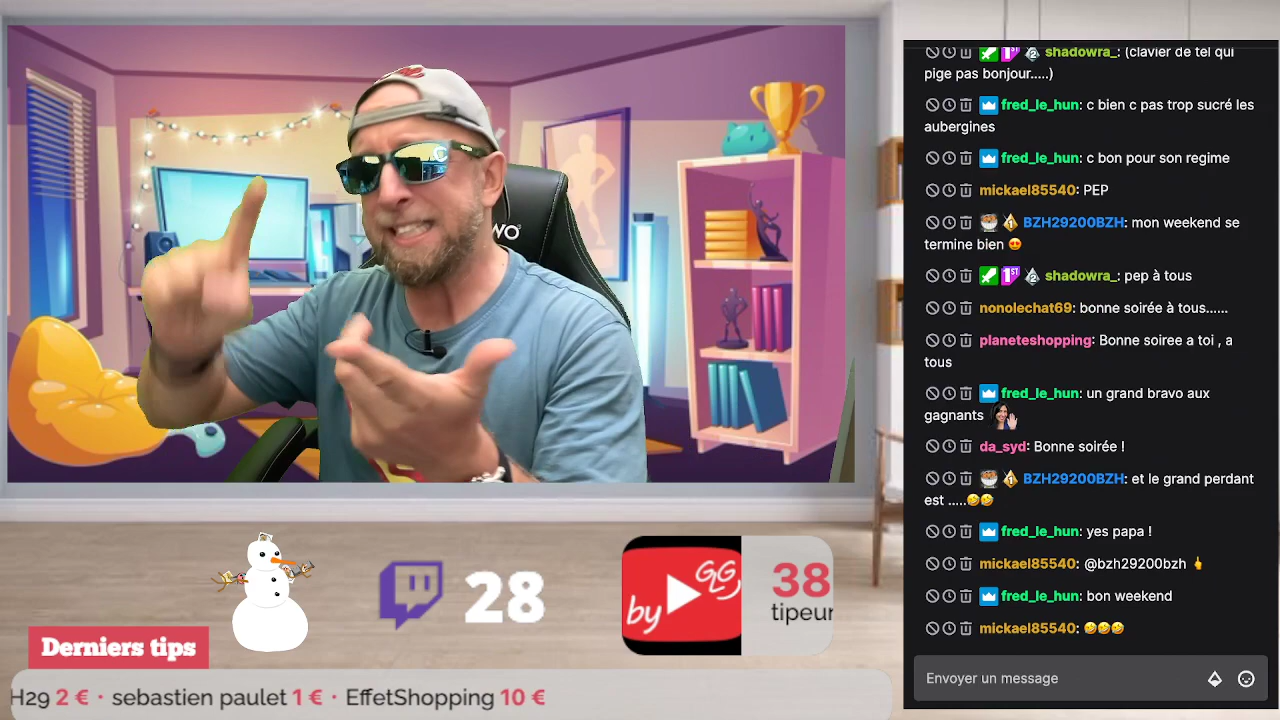 shadowra_: (clavier de tel qui
pige pas bonjour.....)
fred_le_hun: c bien c pas trop sucré les
aubergines
fred_le_hun: c bon pour son regime
mickael85540: PEP
BZH29200BZH: mon weekend se
termine bien 😍
shadowra_: pep à tous
nonolechat69: bonne soirée à tous......
planeteshopping: Bonne soiree a toi , a
tous
fred_le_hun: un grand bravo aux
gagnants
da_syd: Bonne soirée !
BZH29200BZH: et le grand perdant
est .....🤣🤣
fred_le_hun: yes papa !
mickael85540: @bzh29200bzh 🖕
fred_le_hun: bon weekend
mickael85540: 🤣🤣🤣
Envoyer un message
WO
28
by GG
38
tipeur
Derniers tips
H29 2 € · sebastien paulet 1 € · EffetShopping 10 €